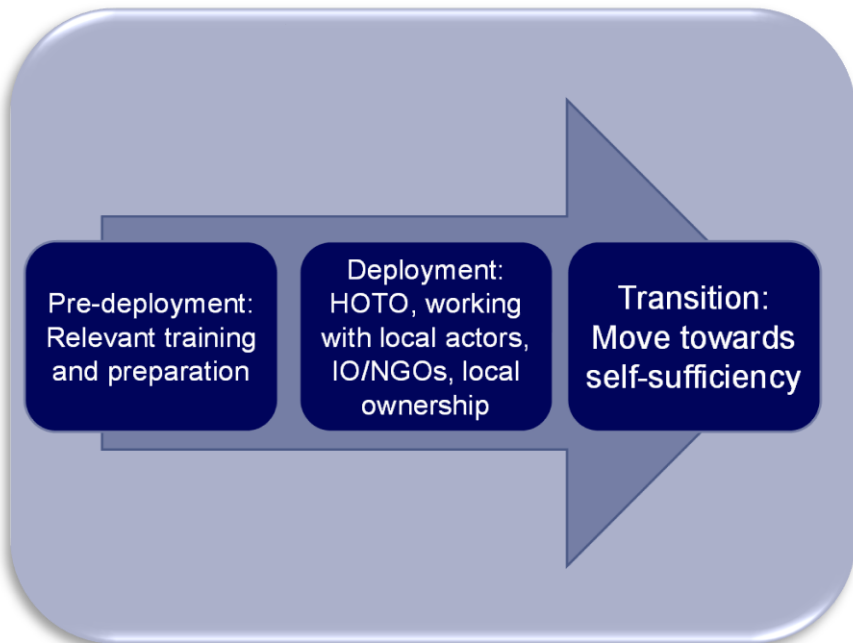 Pre-deployment:
Relevant training
and preparation
Deployment:
HOTO, working
with local actors,
IO/NGOs, local
ownership
Transition:
Move towards
self-sufficiency